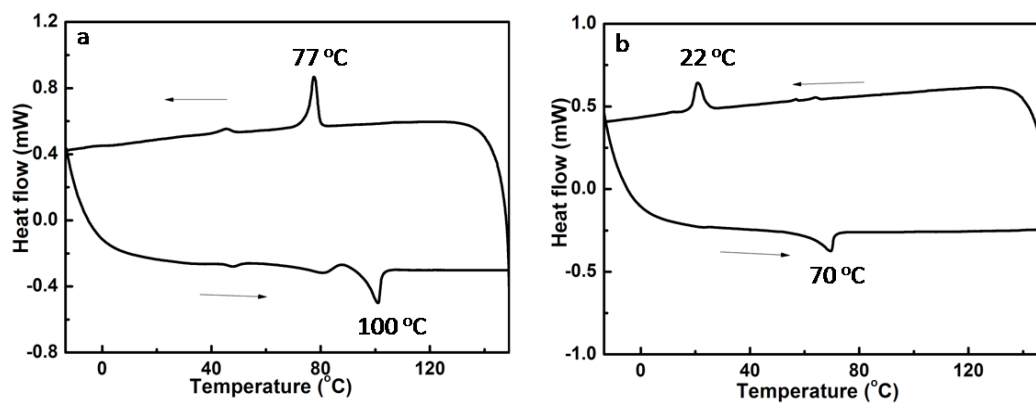 a
77 °C
100 °C
1.2
0.8
0.4
0.0
-0.4
-0.8
Heat flow (mW)
0 40 80 120
Temperature (°C)
b
22 °C
70 °C
1.0
0.5
0.0
-0.5
-1.0
Heat flow (mW)
0 40 80 120
Temperature (°C)